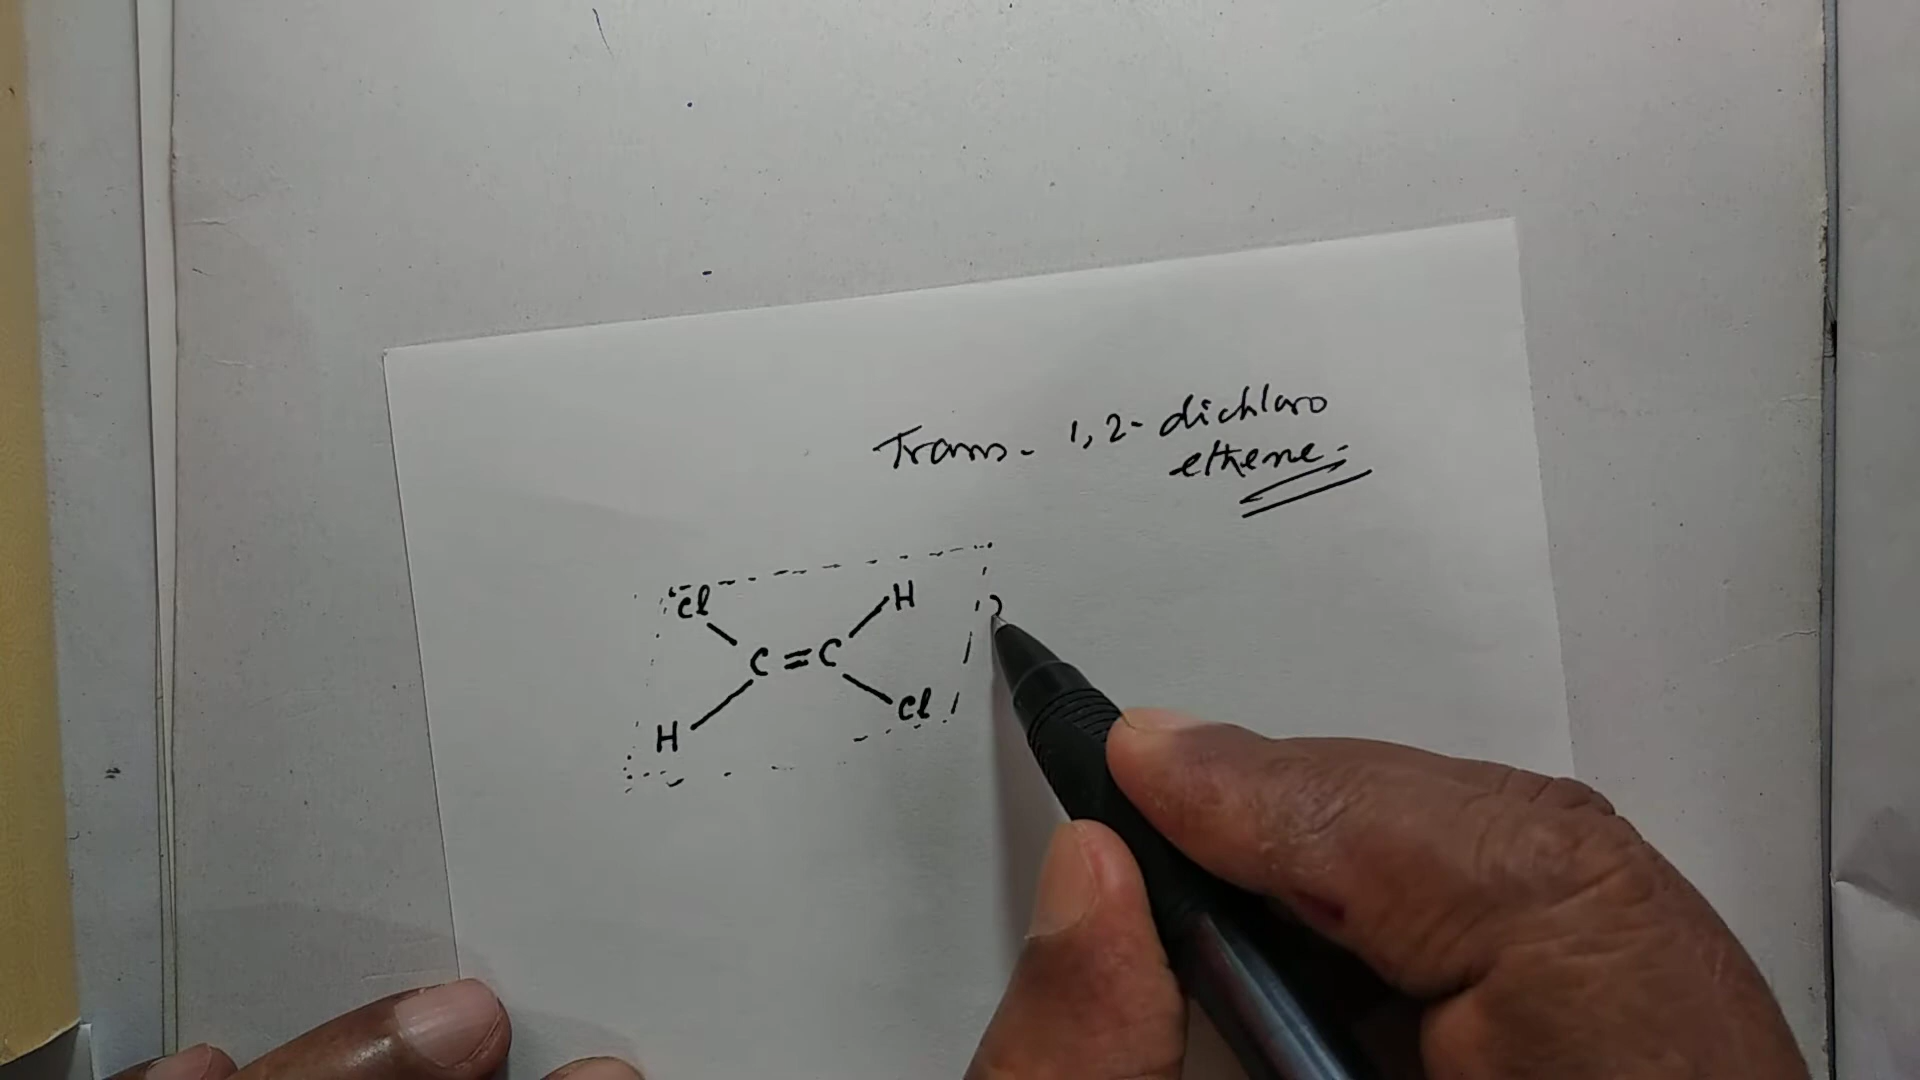 Trans- 1,2- dichloro
ethene-
Cl H
C=C
H Cl